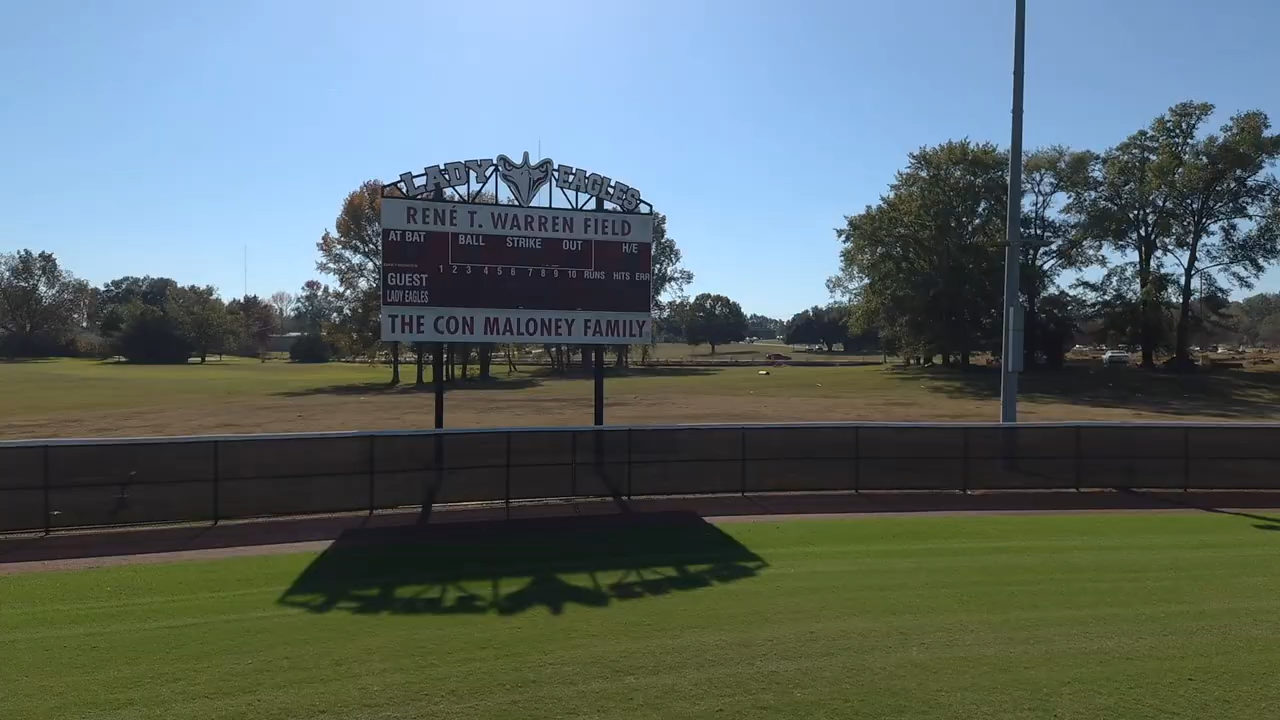 LADY EAGLES
RENÉ T. WARREN FIELD
AT BAT BALL STRIKE OUT H/E
1 2 3 4 5 6 7 8 9 10 RUNS HITS ERR
GUEST
LADY EAGLES
THE CON MALONEY FAMILY